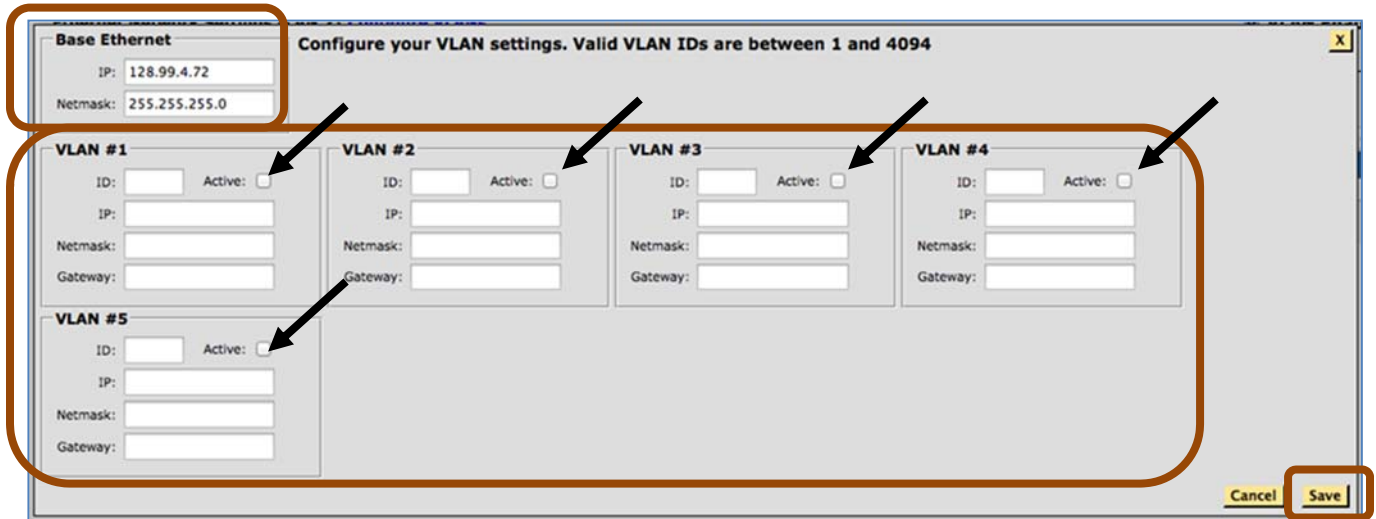 Base Ethernet
Configure your VLAN settings. Valid VLAN IDs are between 1 and 4094
X
IP: 128.99.4.72
Netmask: 255.255.255.0
VLAN #1
ID: Active:
IP:
Netmask:
Gateway:
VLAN #2
ID: Active:
IP:
Netmask:
Gateway:
VLAN #3
ID: Active:
IP:
Netmask:
Gateway:
VLAN #4
ID: Active:
IP:
Netmask:
Gateway:
VLAN #5
ID: Active:
IP:
Netmask:
Gateway:
Cancel Save